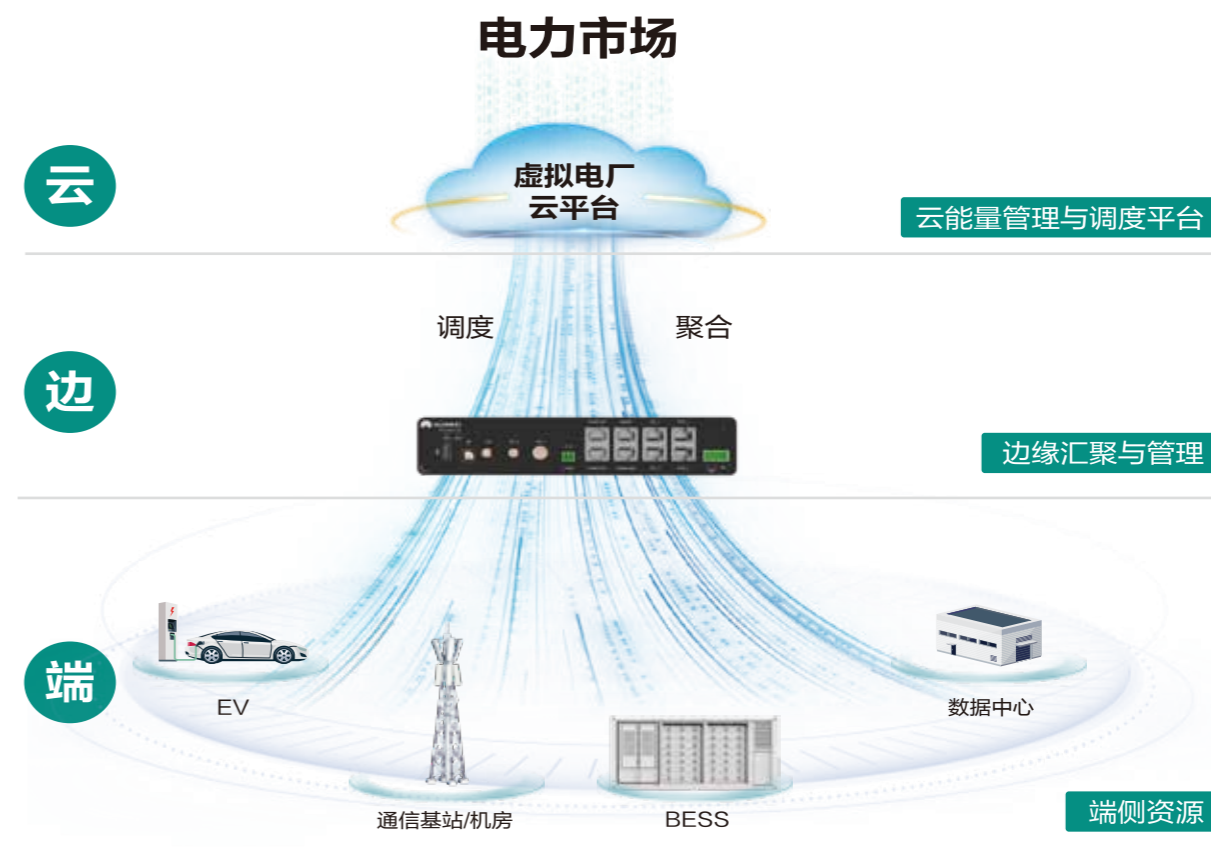 电力市场
云
虚拟电厂
云平台
云能量管理与调度平台
调度
聚合
边
边缘汇聚与管理
端
EV
数据中心
通信基站/机房
BESS
端侧资源